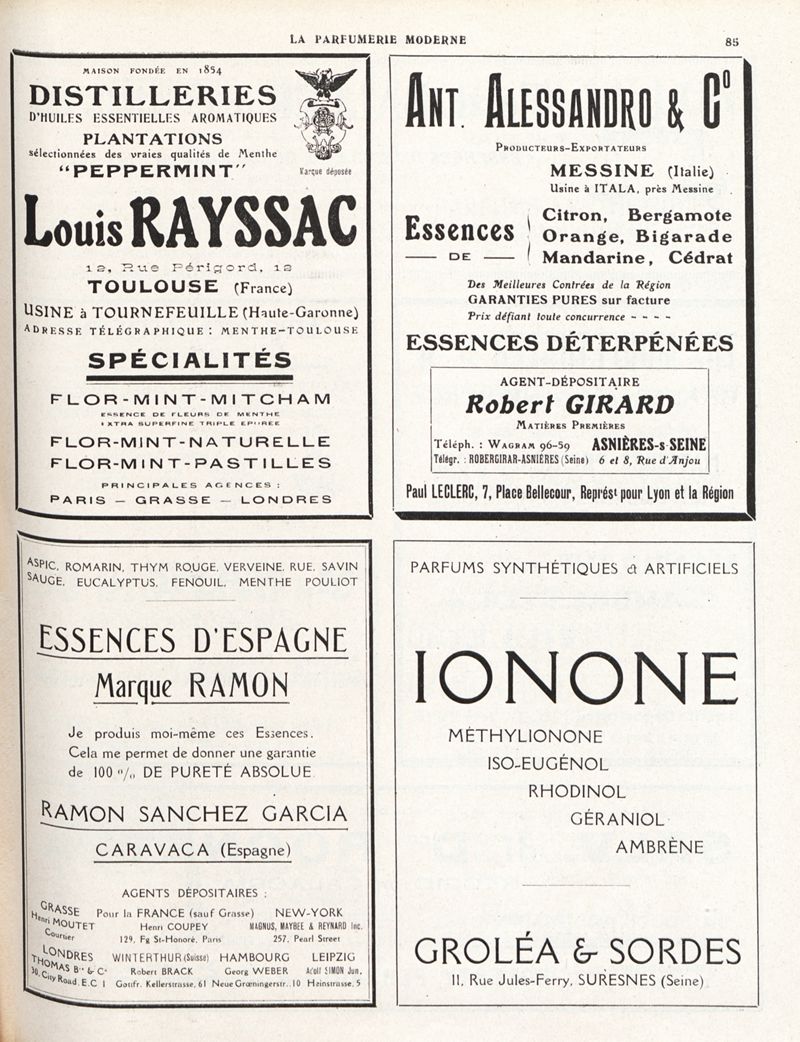 LA PARFUMERIE MODERNE
85
MAISON FONDÉE EN 1854
DISTILLERIES
D'HUILES ESSENTIELLES AROMATIQUES
PLANTATIONS
sélectionnées des vraies qualités de Menthe
"PEPPERMINT"
Marque déposée
Louis RAYSSAC
12, Rue Périgord, 12
TOULOUSE (France)
USINE à TOURNEFEUILLE (Haute-Garonne)
ADRESSE TÉLÉGRAPHIQUE : MENTHE-TOULOUSE
SPÉCIALITÉS
FLOR-MINT-MITCHAM
ESSENCE DE FLEURS DE MENTHE
EXTRA SUPERFINE TRIPLE EPURÉE
FLOR-MINT-NATURELLE
FLOR-MINT-PASTILLES
PRINCIPALES AGENCES :
PARIS — GRASSE — LONDRES
ANT. ALESSANDRO & Cº
PRODUCTEURS-EXPORTATEURS
MESSINE (Italie)
Usine à ITALA, près Messine
Essences
— DE —
Citron, Bergamote
Orange, Bigarade
Mandarine, Cédrat
Des Meilleures Contrées de la Région
GARANTIES PURES sur facture
Prix défiant toute concurrence - - - -
ESSENCES DÉTERPÉNÉES
AGENT-DÉPOSITAIRE
Robert GIRARD
MATIÈRES PREMIÈRES
Téléph. : WAGRAM 96-59 ASNIÈRES-s-SEINE
Télégr. : ROBERGIRAR-ASNIÈRES (Seine) 6 et 8, Rue d'Anjou
Paul LECLERC, 7, Place Bellecour, Représt pour Lyon et la Région
ASPIC, ROMARIN, THYM ROUGE, VERVEINE, RUE, SAVIN
SAUGE, EUCALYPTUS, FENOUIL, MENTHE POULIOT
ESSENCES D'ESPAGNE
Marque RAMON
Je produis moi-même ces Essences.
Cela me permet de donner une garantie
de 100 % DE PURETÉ ABSOLUE.
RAMON SANCHEZ GARCIA
CARAVACA (Espagne)
AGENTS DÉPOSITAIRES :
GRASSE
Henri MOUTET
Courtier
Pour la FRANCE (sauf Grasse)
Henri COUPEY
129, Fg St-Honoré, Paris
NEW-YORK
MAGNUS, MAYBEE & REYNARD Inc.
257, Pearl Street
LONDRES
THOMAS Bn & Cº
30, City Road, E.C 1
WINTERTHUR (Suisse)
Robert BRACK
Gottfr. Kellerstrasse, 61
HAMBOURG
Georg WEBER
Neue Grœningerstr., 10
LEIPZIG
Adolf SIMON Jun.
Heinstrasse, 5
PARFUMS SYNTHÉTIQUES & ARTIFICIELS
IONONE
MÉTHYLIONONE
ISO-EUGÉNOL
RHODINOL
GÉRANIOL
AMBRÈNE
GROLÉA & SORDES
11, Rue Jules-Ferry, SURESNES (Seine)